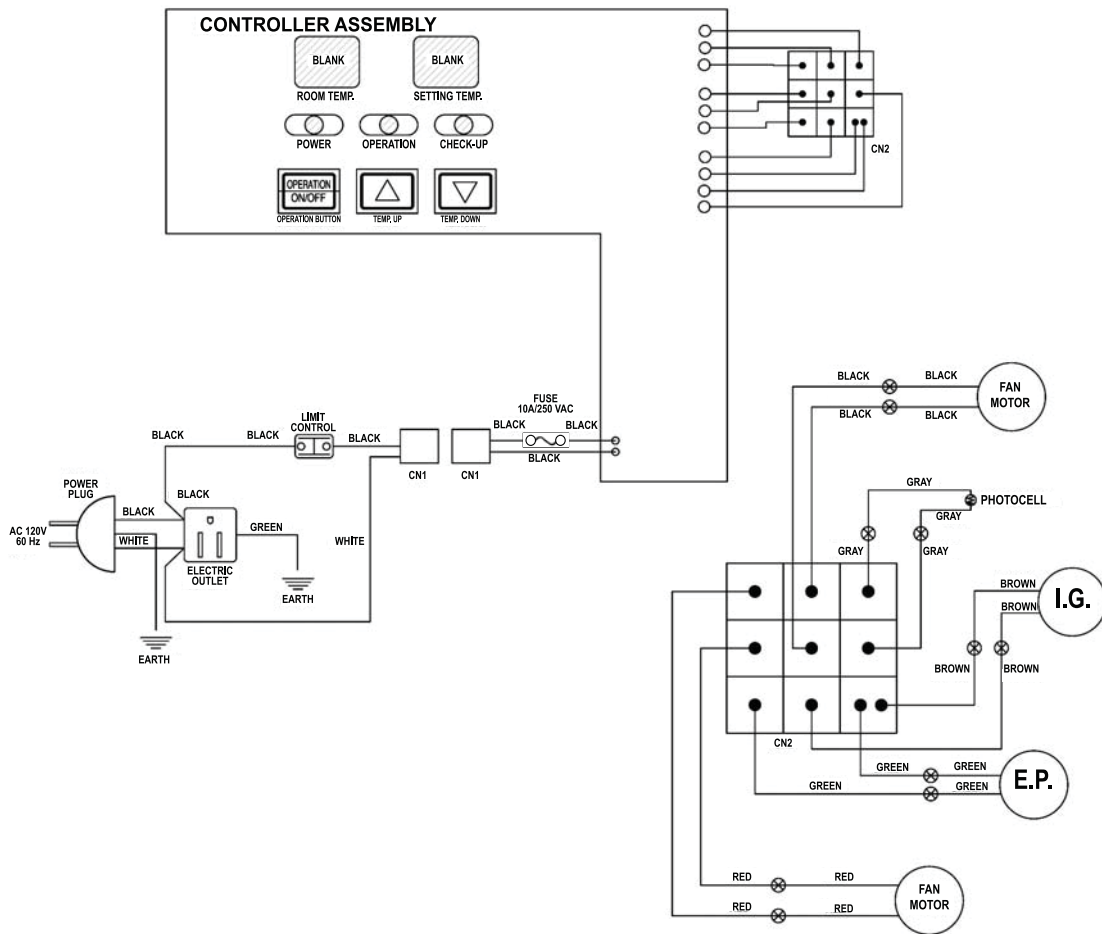 CONTROLLER ASSEMBLY
BLANK
BLANK
ROOM TEMP.
SETTING TEMP.
POWER
OPERATION
CHECK-UP
OPERATION
ON/OFF
OPERATION BUTTON
TEMP, UP
TEMP, DOWN
CN2
FUSE
10A/250 VAC
BLACK
BLACK
BLACK
LIMIT
CONTROL
BLACK
BLACK
BLACK
CN1
CN1
POWER
PLUG
BLACK
BLACK
AC 120V
60 Hz
WHITE
GREEN
WHITE
ELECTRIC
OUTLET
EARTH
EARTH
BLACK
BLACK
BLACK
BLACK
FAN
MOTOR
GRAY
GRAY
PHOTOCELL
GRAY
GRAY
BROWN
BROWN
I.G.
BROWN
BROWN
CN2
GREEN
GREEN
GREEN
GREEN
E.P.
RED
RED
RED
RED
FAN
MOTOR